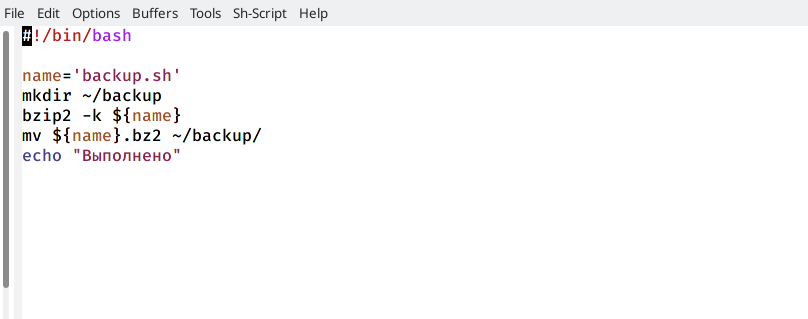 File Edit Options Buffers Tools Sh-Script Help
#!/bin/bash
name='backup.sh'
mkdir ~/backup
bzip2 -k ${name}
mv ${name}.bz2 ~/backup/
echo "Выполнено"